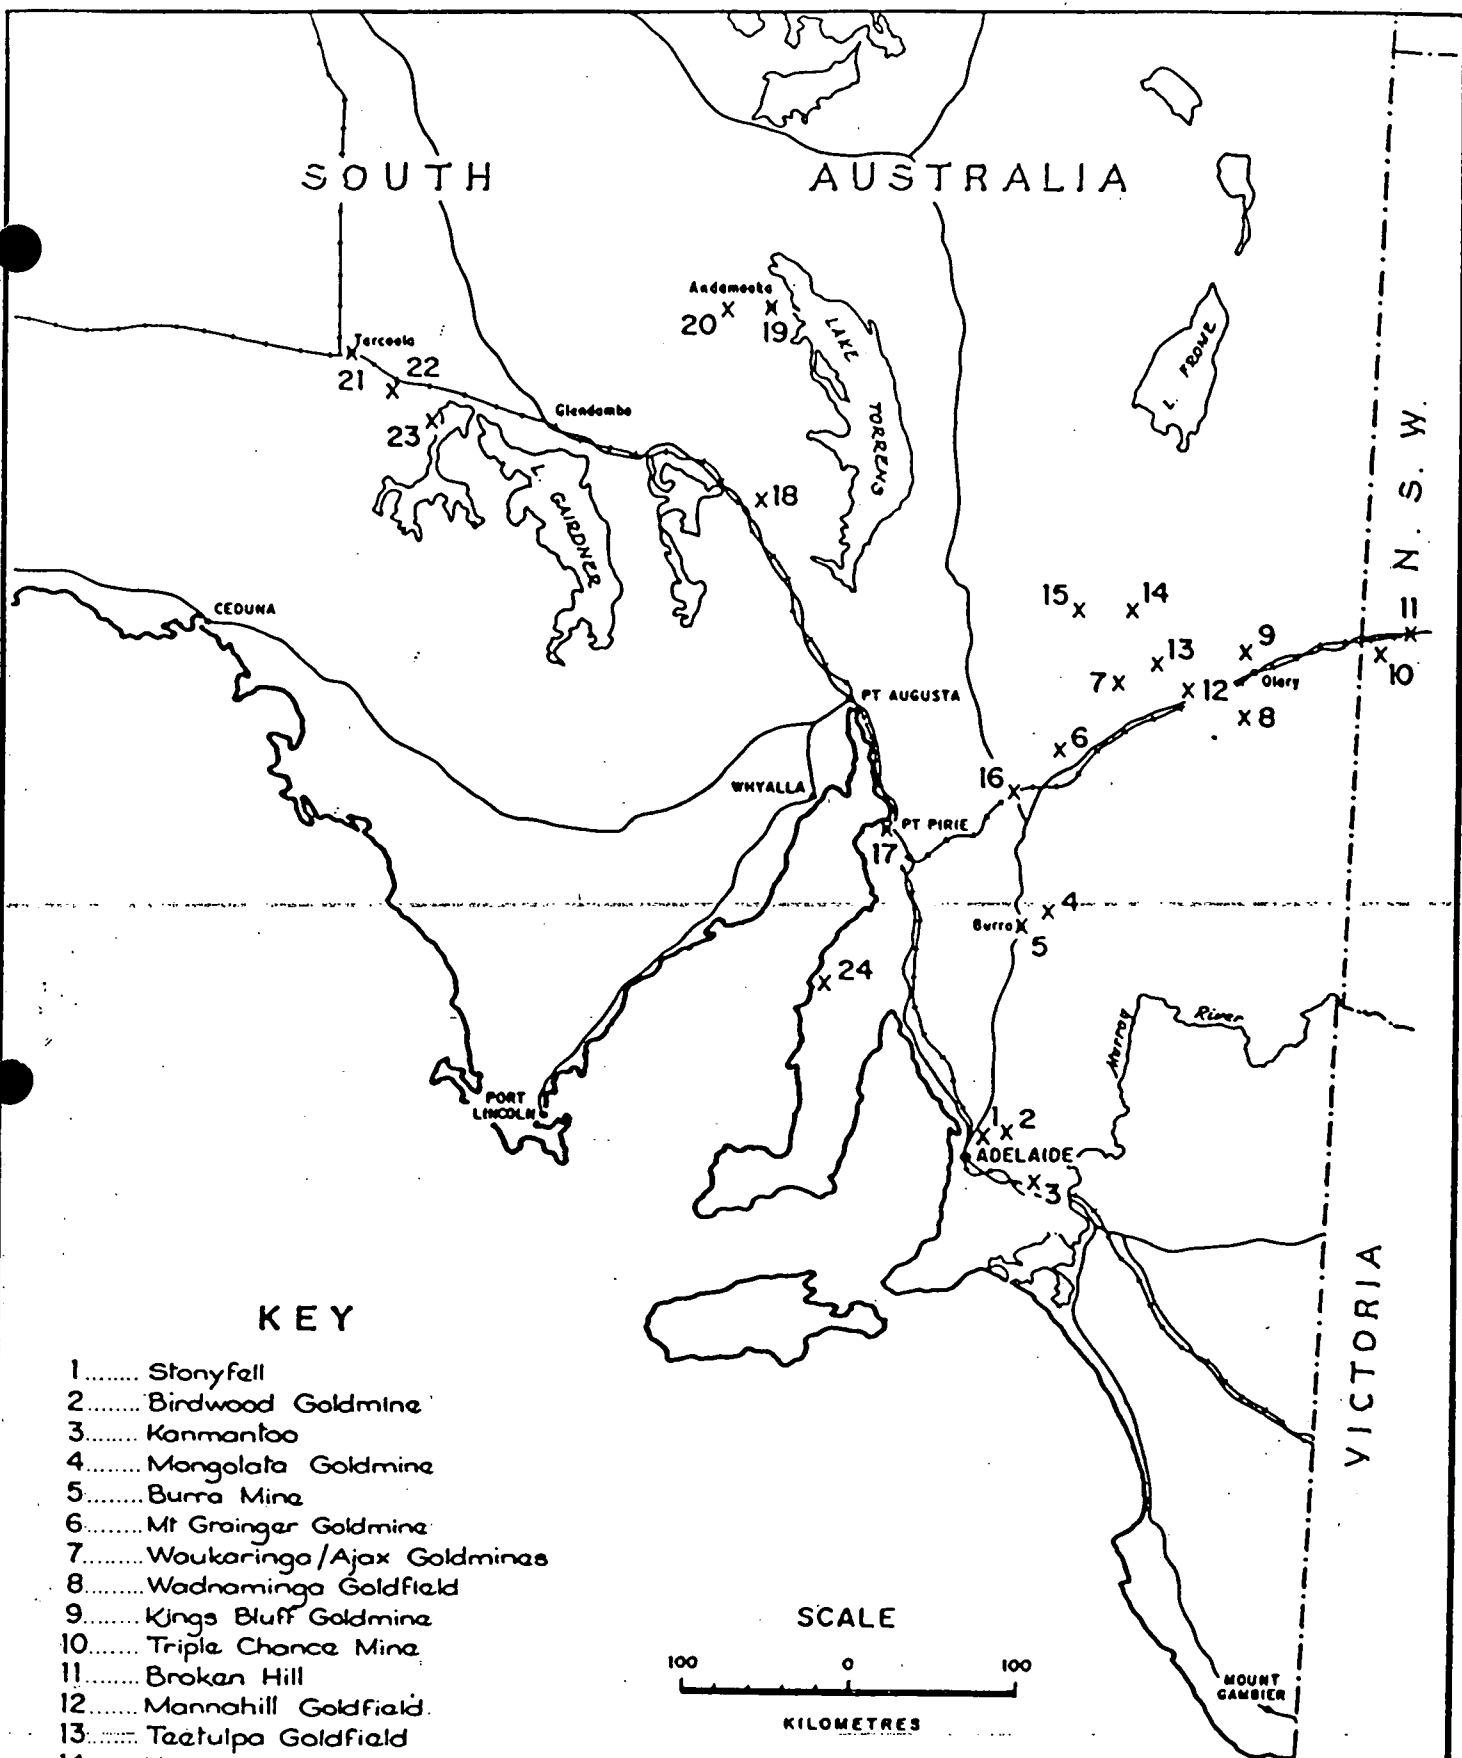 SOUTH AUSTRALIA
Andamooka
20
19
LAKE
TORRENS
L. FROME
Tarcoola
21
22
23
Glendambo
L. GAIRDNER
18
N. S. W.
CEDUNA
15
14
13
9
11
10
7
12
Olary
8
PT AUGUSTA
6
WHYALLA
16
PT PIRIE
17
4
Burra
5
24
Murray
River
PORT
LINCOLN
1
2
ADELAIDE
3
VICTORIA
KEY
1........ Stonyfell
2........ Birdwood Goldmine
3........ Kanmantoo
4........ Mongolata Goldmine
5........ Burra Mine
6........ Mt Grainger Goldmine
7........ Waukaringa/Ajax Goldmines
8........ Wadnaminga Goldfield
9........ Kings Bluff Goldmine
10....... Triple Chance Mine
11........ Broken Hill
12....... Mannahill Goldfield
13....... Teetulpa Goldfield
SCALE
100 0 100
KILOMETRES
MOUNT
GAMBIER